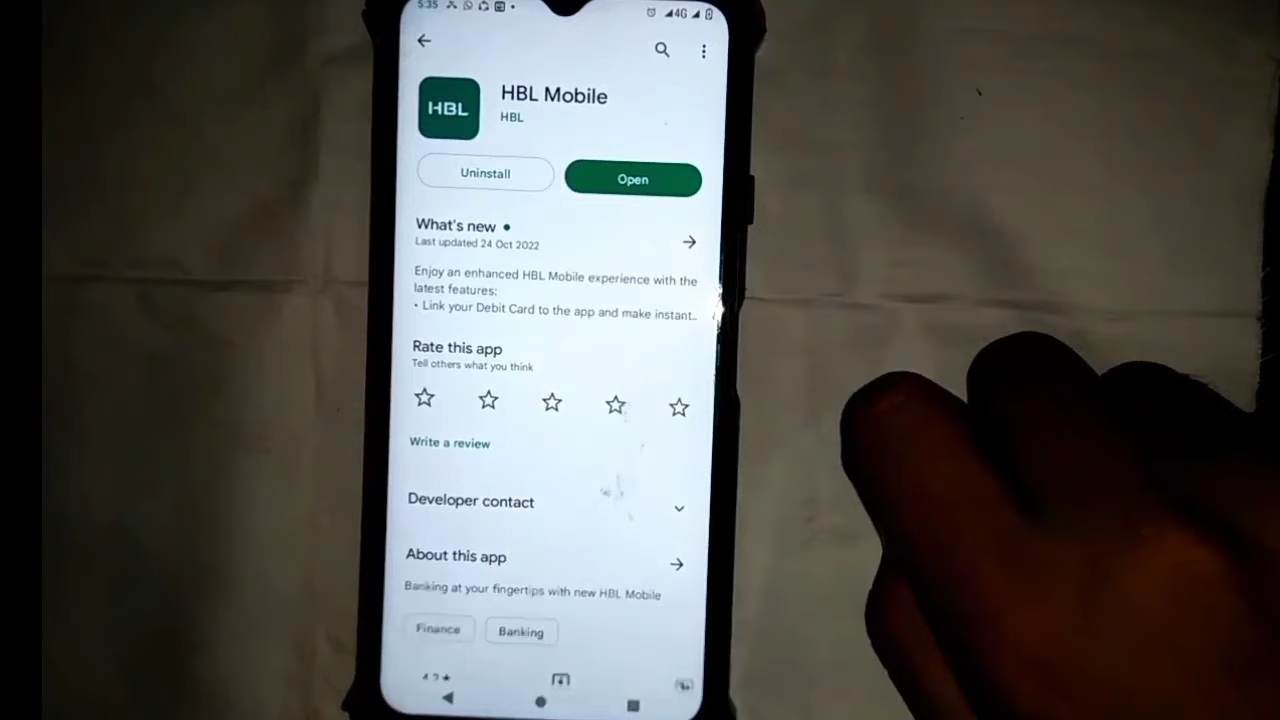 5:35
4G
HBL
HBL Mobile
HBL
Uninstall
Open
What's new
Last updated 24 Oct 2022
Enjoy an enhanced HBL Mobile experience with the
latest features:
• Link your Debit Card to the app and make instant..
Rate this app
Tell others what you think
Write a review
Developer contact
About this app
Banking at your fingertips with new HBL Mobile
Finance
Banking